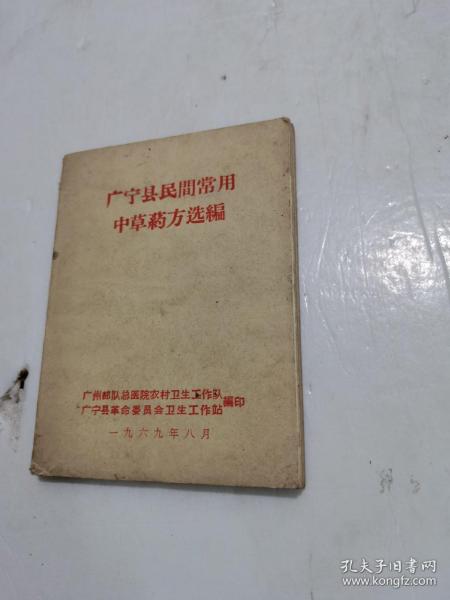 广宁县民間常用
中草葯方选編
广州部队总医院农村卫生工作队
广宁县革命委员会卫生工作站
編印
一九六九年八月
孔夫子旧书网
www.kongfz.com